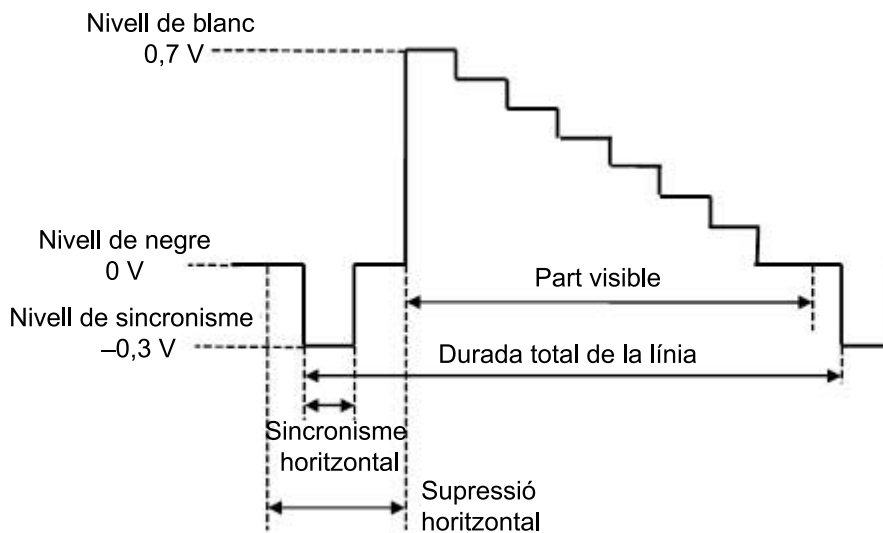 Nivell de blanc
0,7 V
Nivell de negre
0 V
Part visible
Nivell de sincronisme
–0,3 V
Durada total de la línia
Sincronisme
horitzontal
Supressió
horitzontal